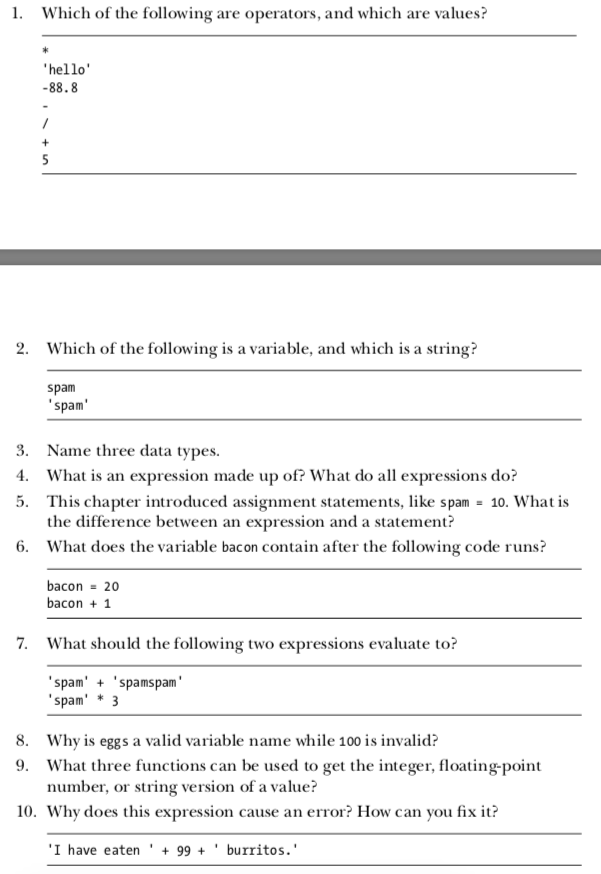 1. Which of the following are operators, and which are values?
*
'hello'
-88.8
-
/
+
5
2. Which of the following is a variable, and which is a string?
spam
'spam'
3. Name three data types.
4. What is an expression made up of? What do all expressions do?
5. This chapter introduced assignment statements, like spam = 10. What is
the difference between an expression and a statement?
6. What does the variable bacon contain after the following code runs?
bacon = 20
bacon + 1
7. What should the following two expressions evaluate to?
'spam' + 'spamspam'
'spam' * 3
8. Why is eggs a valid variable name while 100 is invalid?
9. What three functions can be used to get the integer, floating-point
number, or string version of a value?
10. Why does this expression cause an error? How can you fix it?
'I have eaten ' + 99 + ' burritos.'